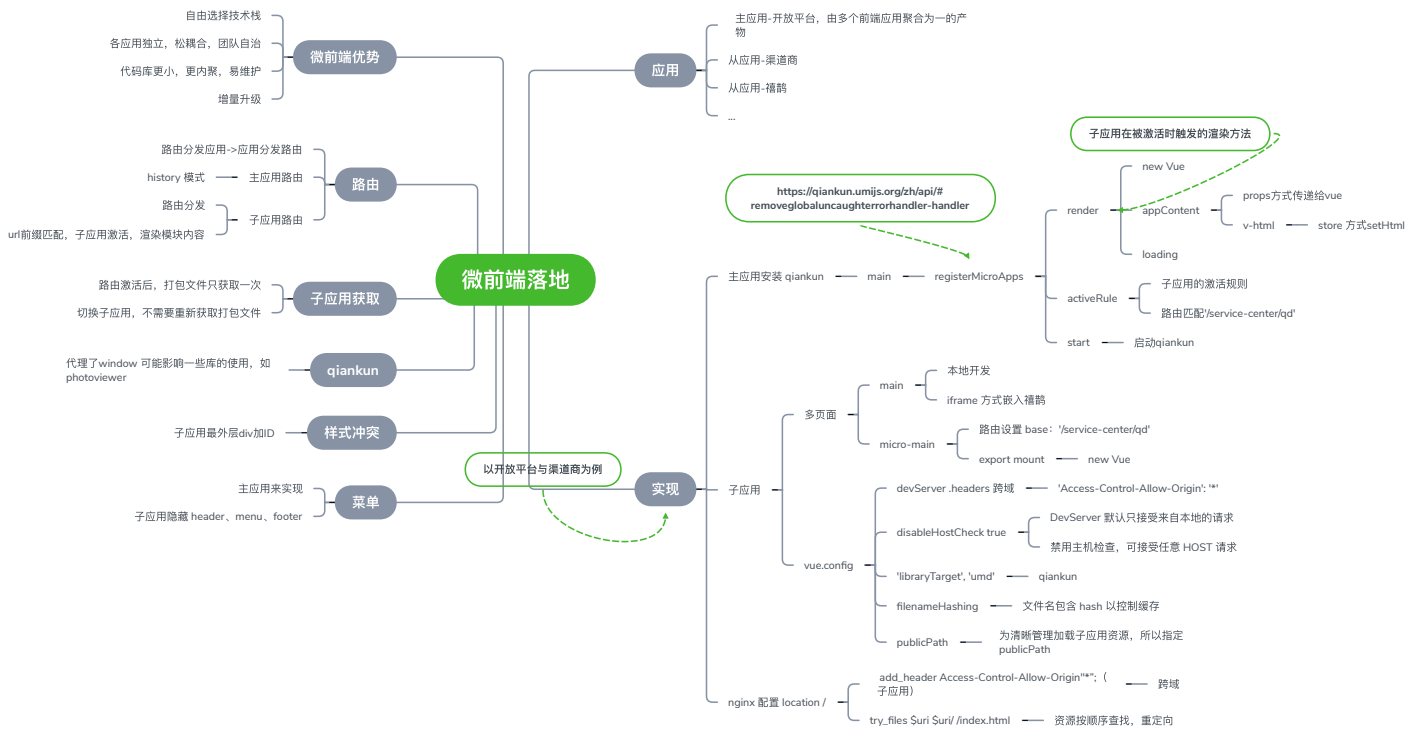 微前端落地
微前端优势
自由选择技术栈
各应用独立，松耦合，团队自治
代码库更小，更内聚，易维护
增量升级
路由
路由分发应用->应用分发路由
主应用路由
history 模式
子应用路由
路由分发
url前缀匹配，子应用激活，渲染模块内容
子应用获取
路由激活后，打包文件只获取一次
切换子应用，不需要重新获取打包文件
qiankun
代理了window 可能影响一些库的使用，如
photoviewer
样式冲突
子应用最外层div加ID
菜单
主应用来实现
子应用隐藏 header、menu、footer
应用
主应用-开放平台，由多个前端应用聚合为一的产
物
从应用-渠道商
从应用-禧鹊
...
以开放平台与渠道商为例
实现
主应用安装 qiankun
main
registerMicroApps
https://qiankun.umijs.org/zh/api/#
removeglobaluncaughterrorhandler-handler
子应用在被激活时触发的渲染方法
render
new Vue
appContent
props方式传递给vue
v-html
store 方式setHtml
loading
activeRule
子应用的激活规则
路由匹配'/service-center/qd'
start
启动qiankun
子应用
多页面
main
本地开发
iframe 方式嵌入禧鹊
micro-main
路由设置 base：'/service-center/qd'
export mount
new Vue
vue.config
devServer .headers 跨域
'Access-Control-Allow-Origin': '*'
disableHostCheck true
DevServer 默认只接受来自本地的请求
禁用主机检查，可接受任意 HOST 请求
'libraryTarget', 'umd'
qiankun
filenameHashing
文件名包含 hash 以控制缓存
publicPath
为清晰管理加载子应用资源，所以指定
publicPath
nginx 配置 location /
add_header Access-Control-Allow-Origin"*";（
子应用）
跨域
try_files $uri $uri/ /index.html
资源按顺序查找，重定向